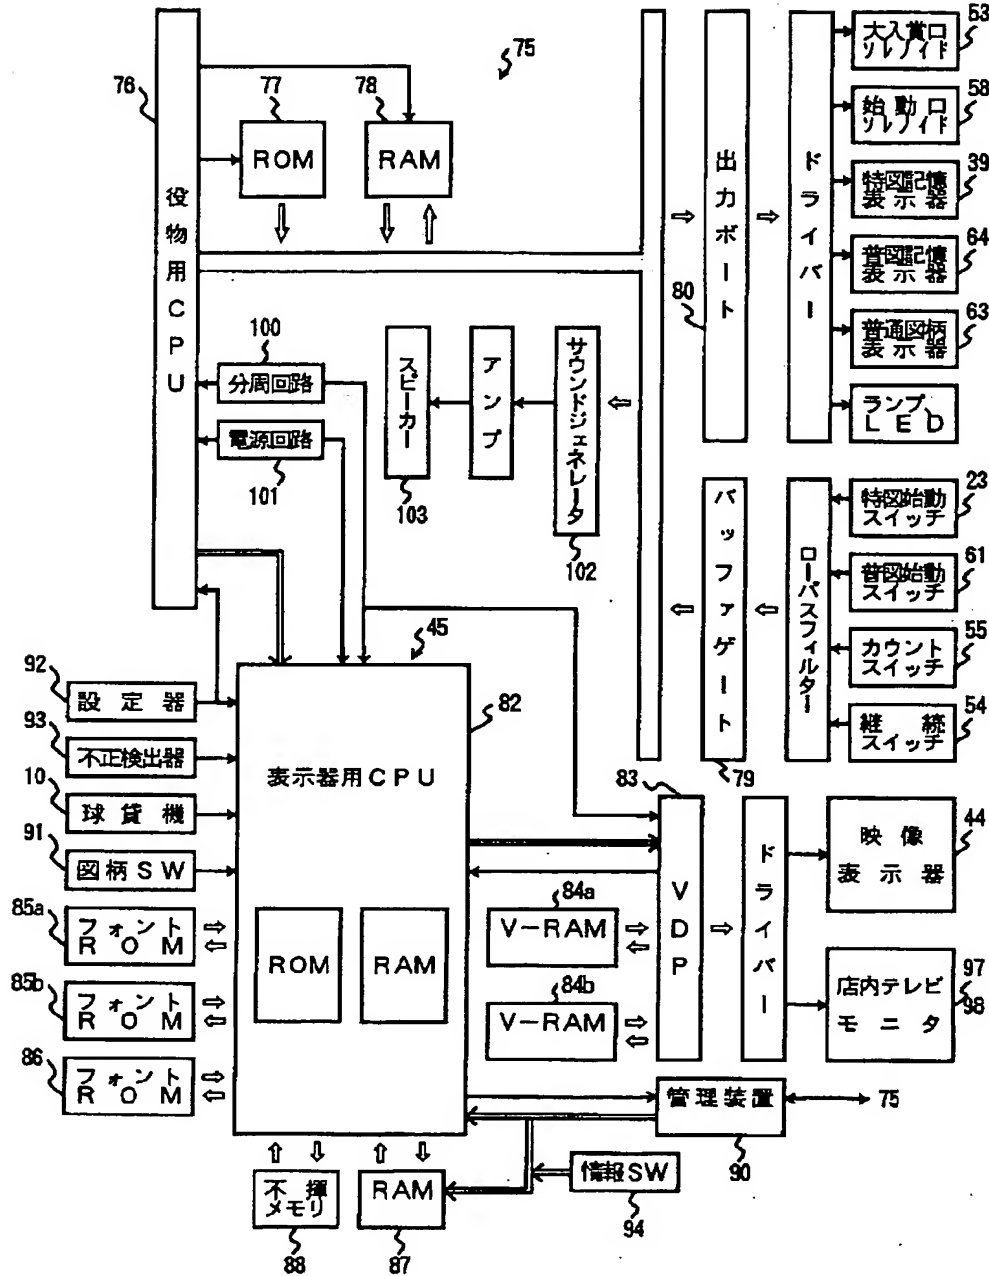 53
大入賞口
ソレノイド
75
76
77
78
58
始動口
ソレノイド
ROM
RAM
39
特図記憶
表示器
役物用CPU
出力ポート
ドライバー
64
普図記憶
表示器
80
63
普通図柄
表示器
100
分周回路
スピーカー
アンプ
サウンドジェネレータ
ランプ、
LED
電源回路
101
103
102
23
特図始動
スイッチ
バッファゲート
ローパスフィルター
61
普図始動
スイッチ
55
カウント
スイッチ
54
継続
スイッチ
79
45
92
設定器
82
93
不正検出器
表示器用CPU
10
球貸機
91
図柄SW
83
VDP
ドライバー
44
映像
表示器
85a
フォント
ROM
84a
V-RAM
ROM
RAM
85b
フォント
ROM
84b
V-RAM
97
98
店内テレビ
モニタ
86
フォント
ROM
管理装置
75
90
不揮
メモリ
88
RAM
87
情報SW
94